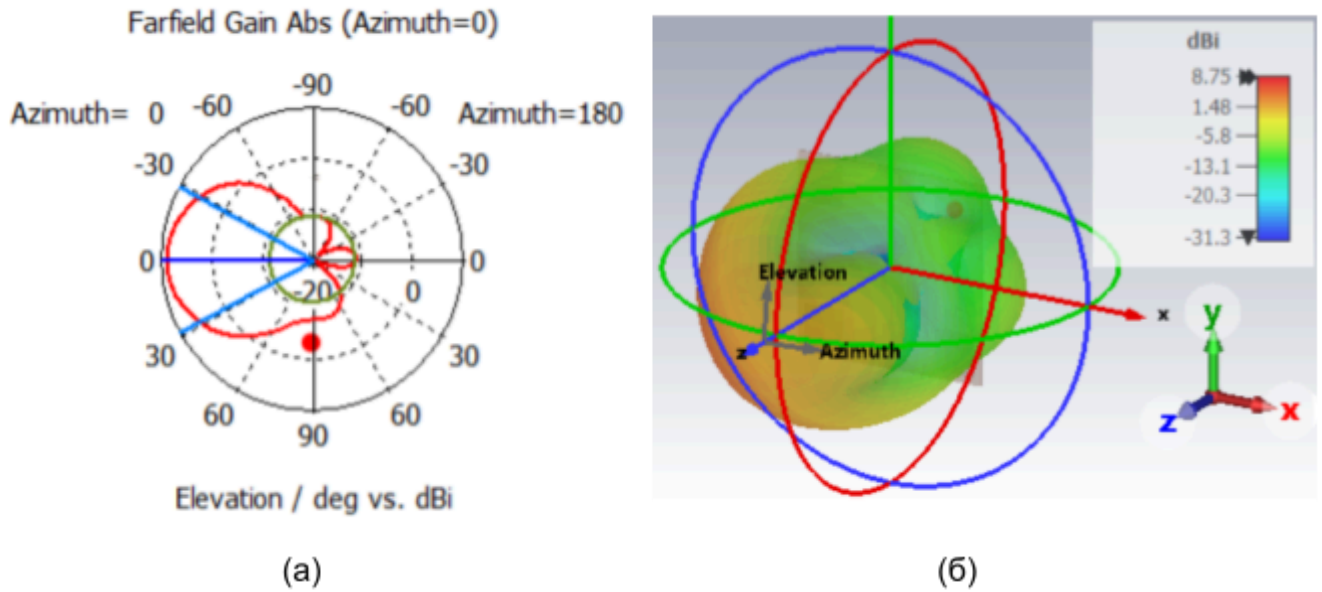 Farfield Gain Abs (Azimuth=0)
Azimuth= 0 -60 -90 -60 Azimuth=180
-30 -30
0 -20 0 0
30 30
60 60
90
Elevation / deg vs. dBi
(а)
dBi
8.75
1.48
-5.8
-13.1
-20.3
-31.3
Elevation
z Azimuth
x
y
z x
(б)